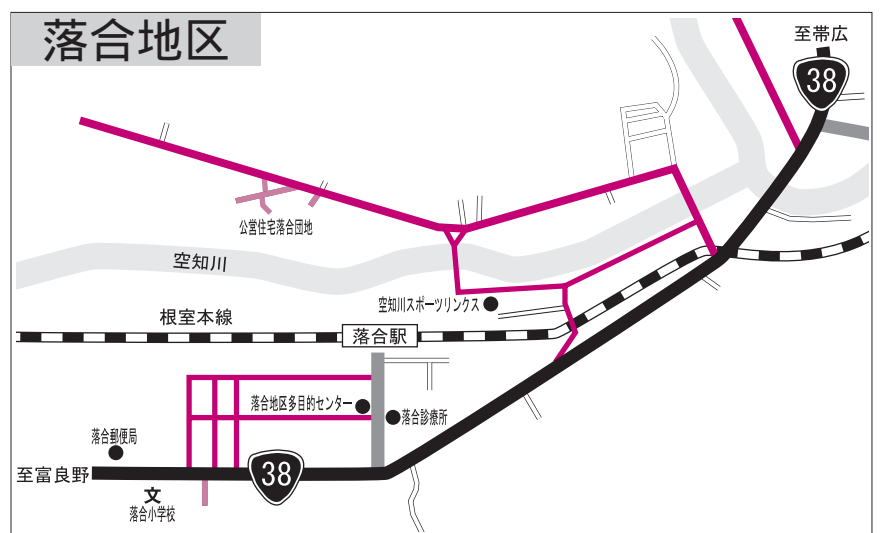 落合地区
至帯広
38
公営住宅落合団地
空知川
空知川スポーツリンクス
根室本線
落合駅
落合地区多目的センター
落合診療所
落合郵便局
至富良野
38
文
落合小学校